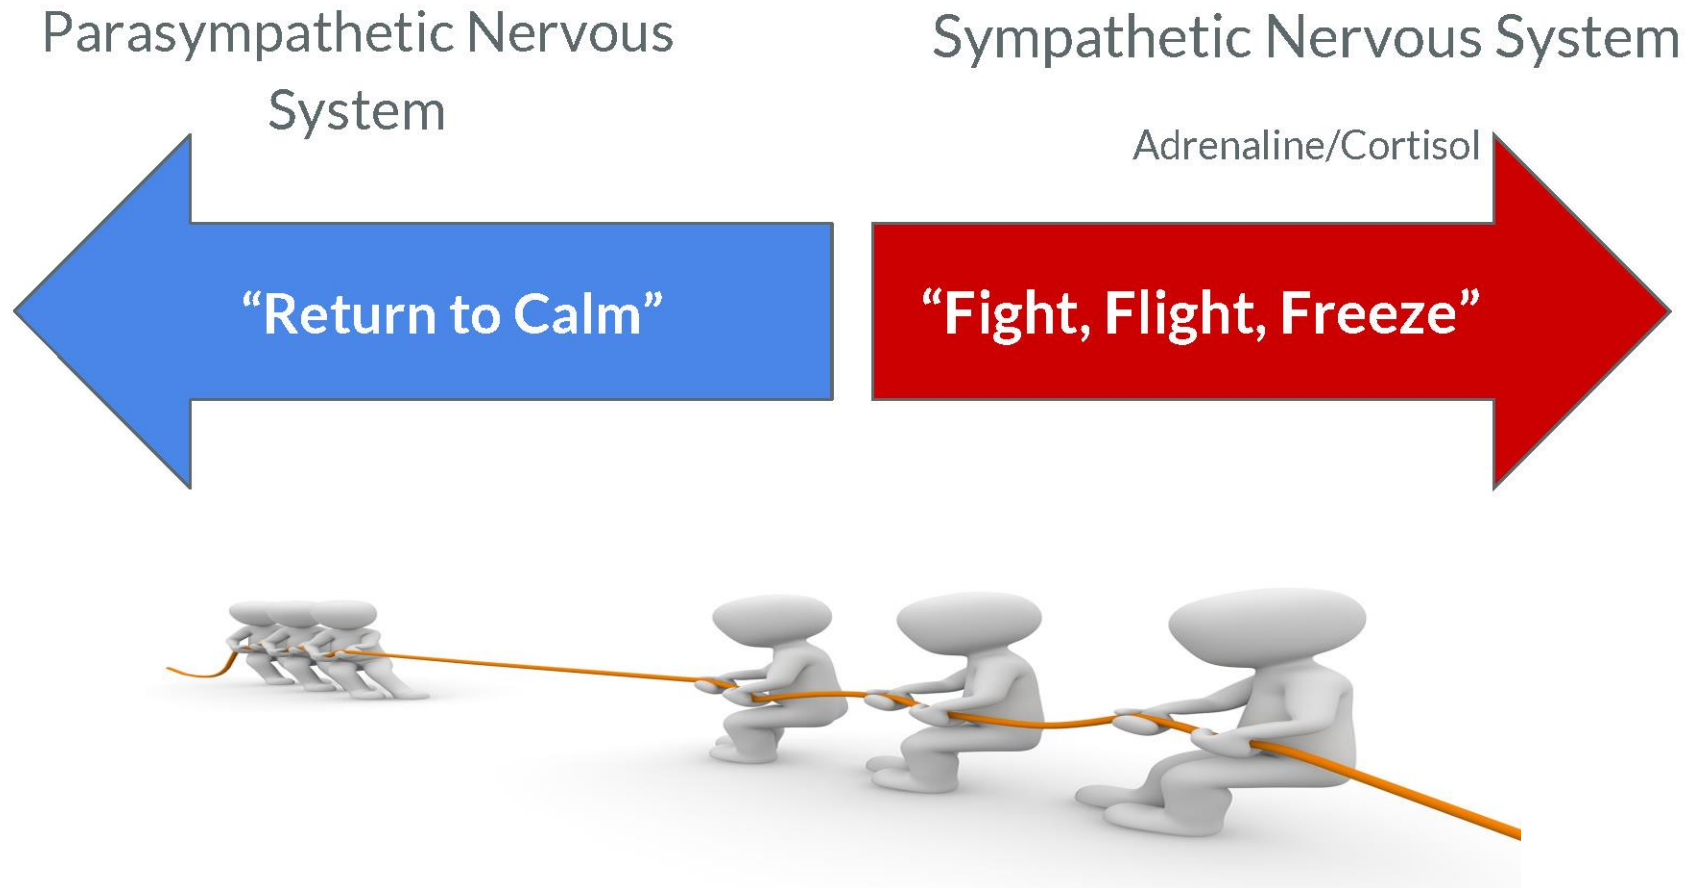 Parasympathetic Nervous
System
Sympathetic Nervous System
Adrenaline/Cortisol
“Return to Calm”
“Fight, Flight, Freeze”